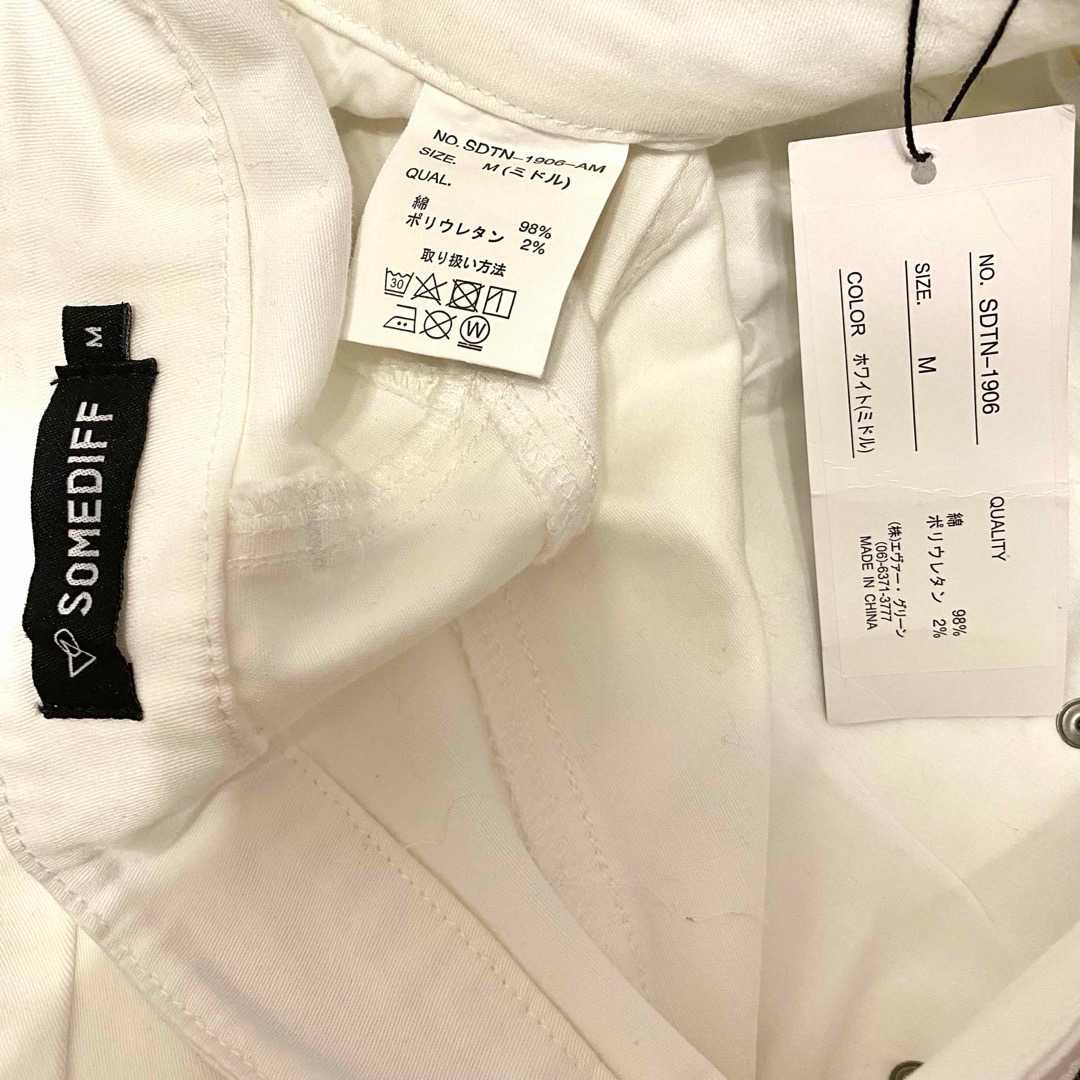 M
SOMEDIFF
NO. SDTN-1906-AM
SIZE. M (ミドル)
QUAL.
綿 98%
ポリウレタン 2%
取り扱い方法
30
W
NO. SDTN-1906
SIZE. M
COLOR ホワイト(ミドル)
QUALITY
綿 98%
ポリウレタン 2%
(株)エヴァー・グリーン
(06)-6371-3777
MADE IN CHINA